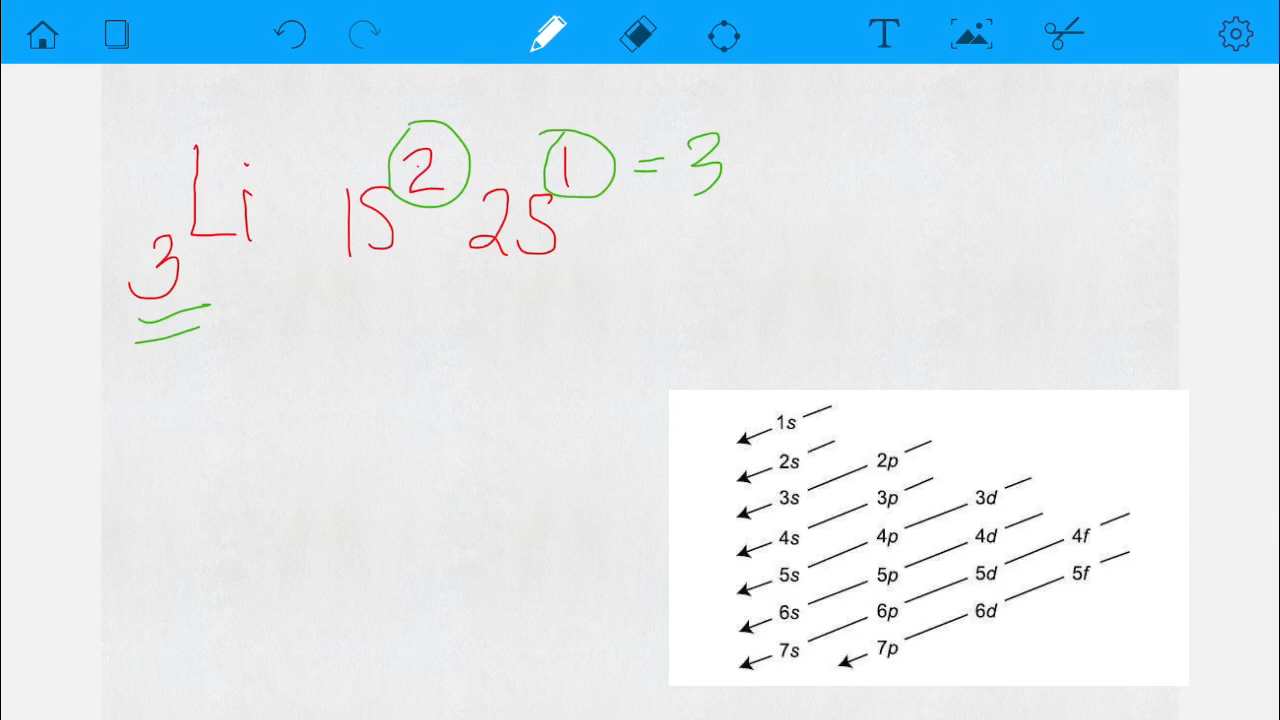 ₃Li 1S² 2S¹ = 3
1s
2s 2p
3s 3p 3d
4s 4p 4d 4f
5s 5p 5d 5f
6s 6p 6d
7s 7p
T